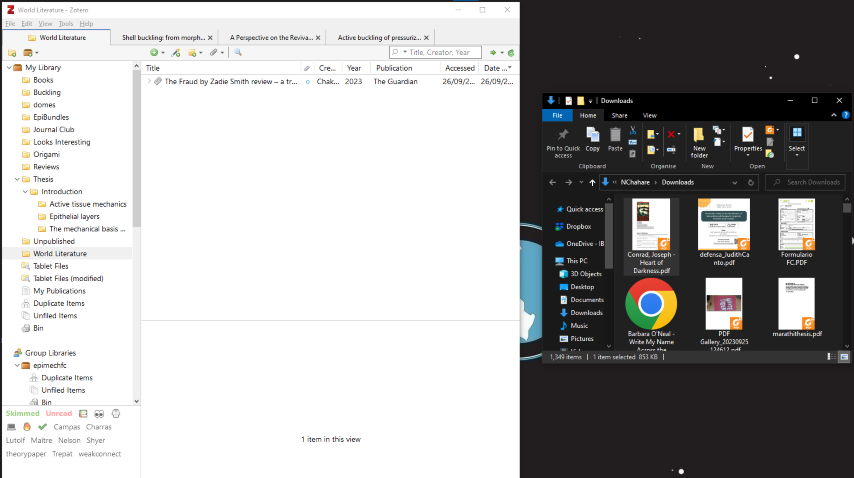 World Literature - Zotero
File Edit View Tools Help
World Literature
Shell buckling: from morph...
A Perspective on the Reviva...
Active buckling of pressuriz...
Title, Creator, Year
My Library
Books
Buckling
domes
EpiBundles
Journal Club
Looks Interesting
Origami
Reviews
Thesis
Introduction
Active tissue mechanics
Epithelial layers
The mechanical basis ...
Unpublished
World Literature
Tablet Files
Tablet Files (modified)
My Publications
Duplicate Items
Unfiled Items
Bin
Group Libraries
epimechfc
Duplicate Items
Unfiled Items
Bin
Skimmed Unread
Campas Charras
Lutolf Maitre Nelson Shyer
theorypaper Trepat weakconnect
Title Cre... Year Publication Accessed Date ...
The Fraud by Zadie Smith review – a tr... Chak... 2023 The Guardian 26/09/2... 26/09/2...
1 item in this view
Downloads
File Home Share View
Pin to Quick access
Copy
Paste
New folder
Properties
Select
Clipboard Organise New Open
« NChahare › Downloads
Search Downloads
Quick access
Dropbox
OneDrive - IB
This PC
3D Objects
Desktop
Documents
Downloads
Music
Pictures
Conrad, Joseph - Heart of Darkness.pdf
defensa_JudithCanto.pdf
Formulario FC.PDF
Barbara O'Neal - Write My Name Across the
PDF Gallery_20230925
marathithesis.pdf
1,349 items 1 item selected 853 KB